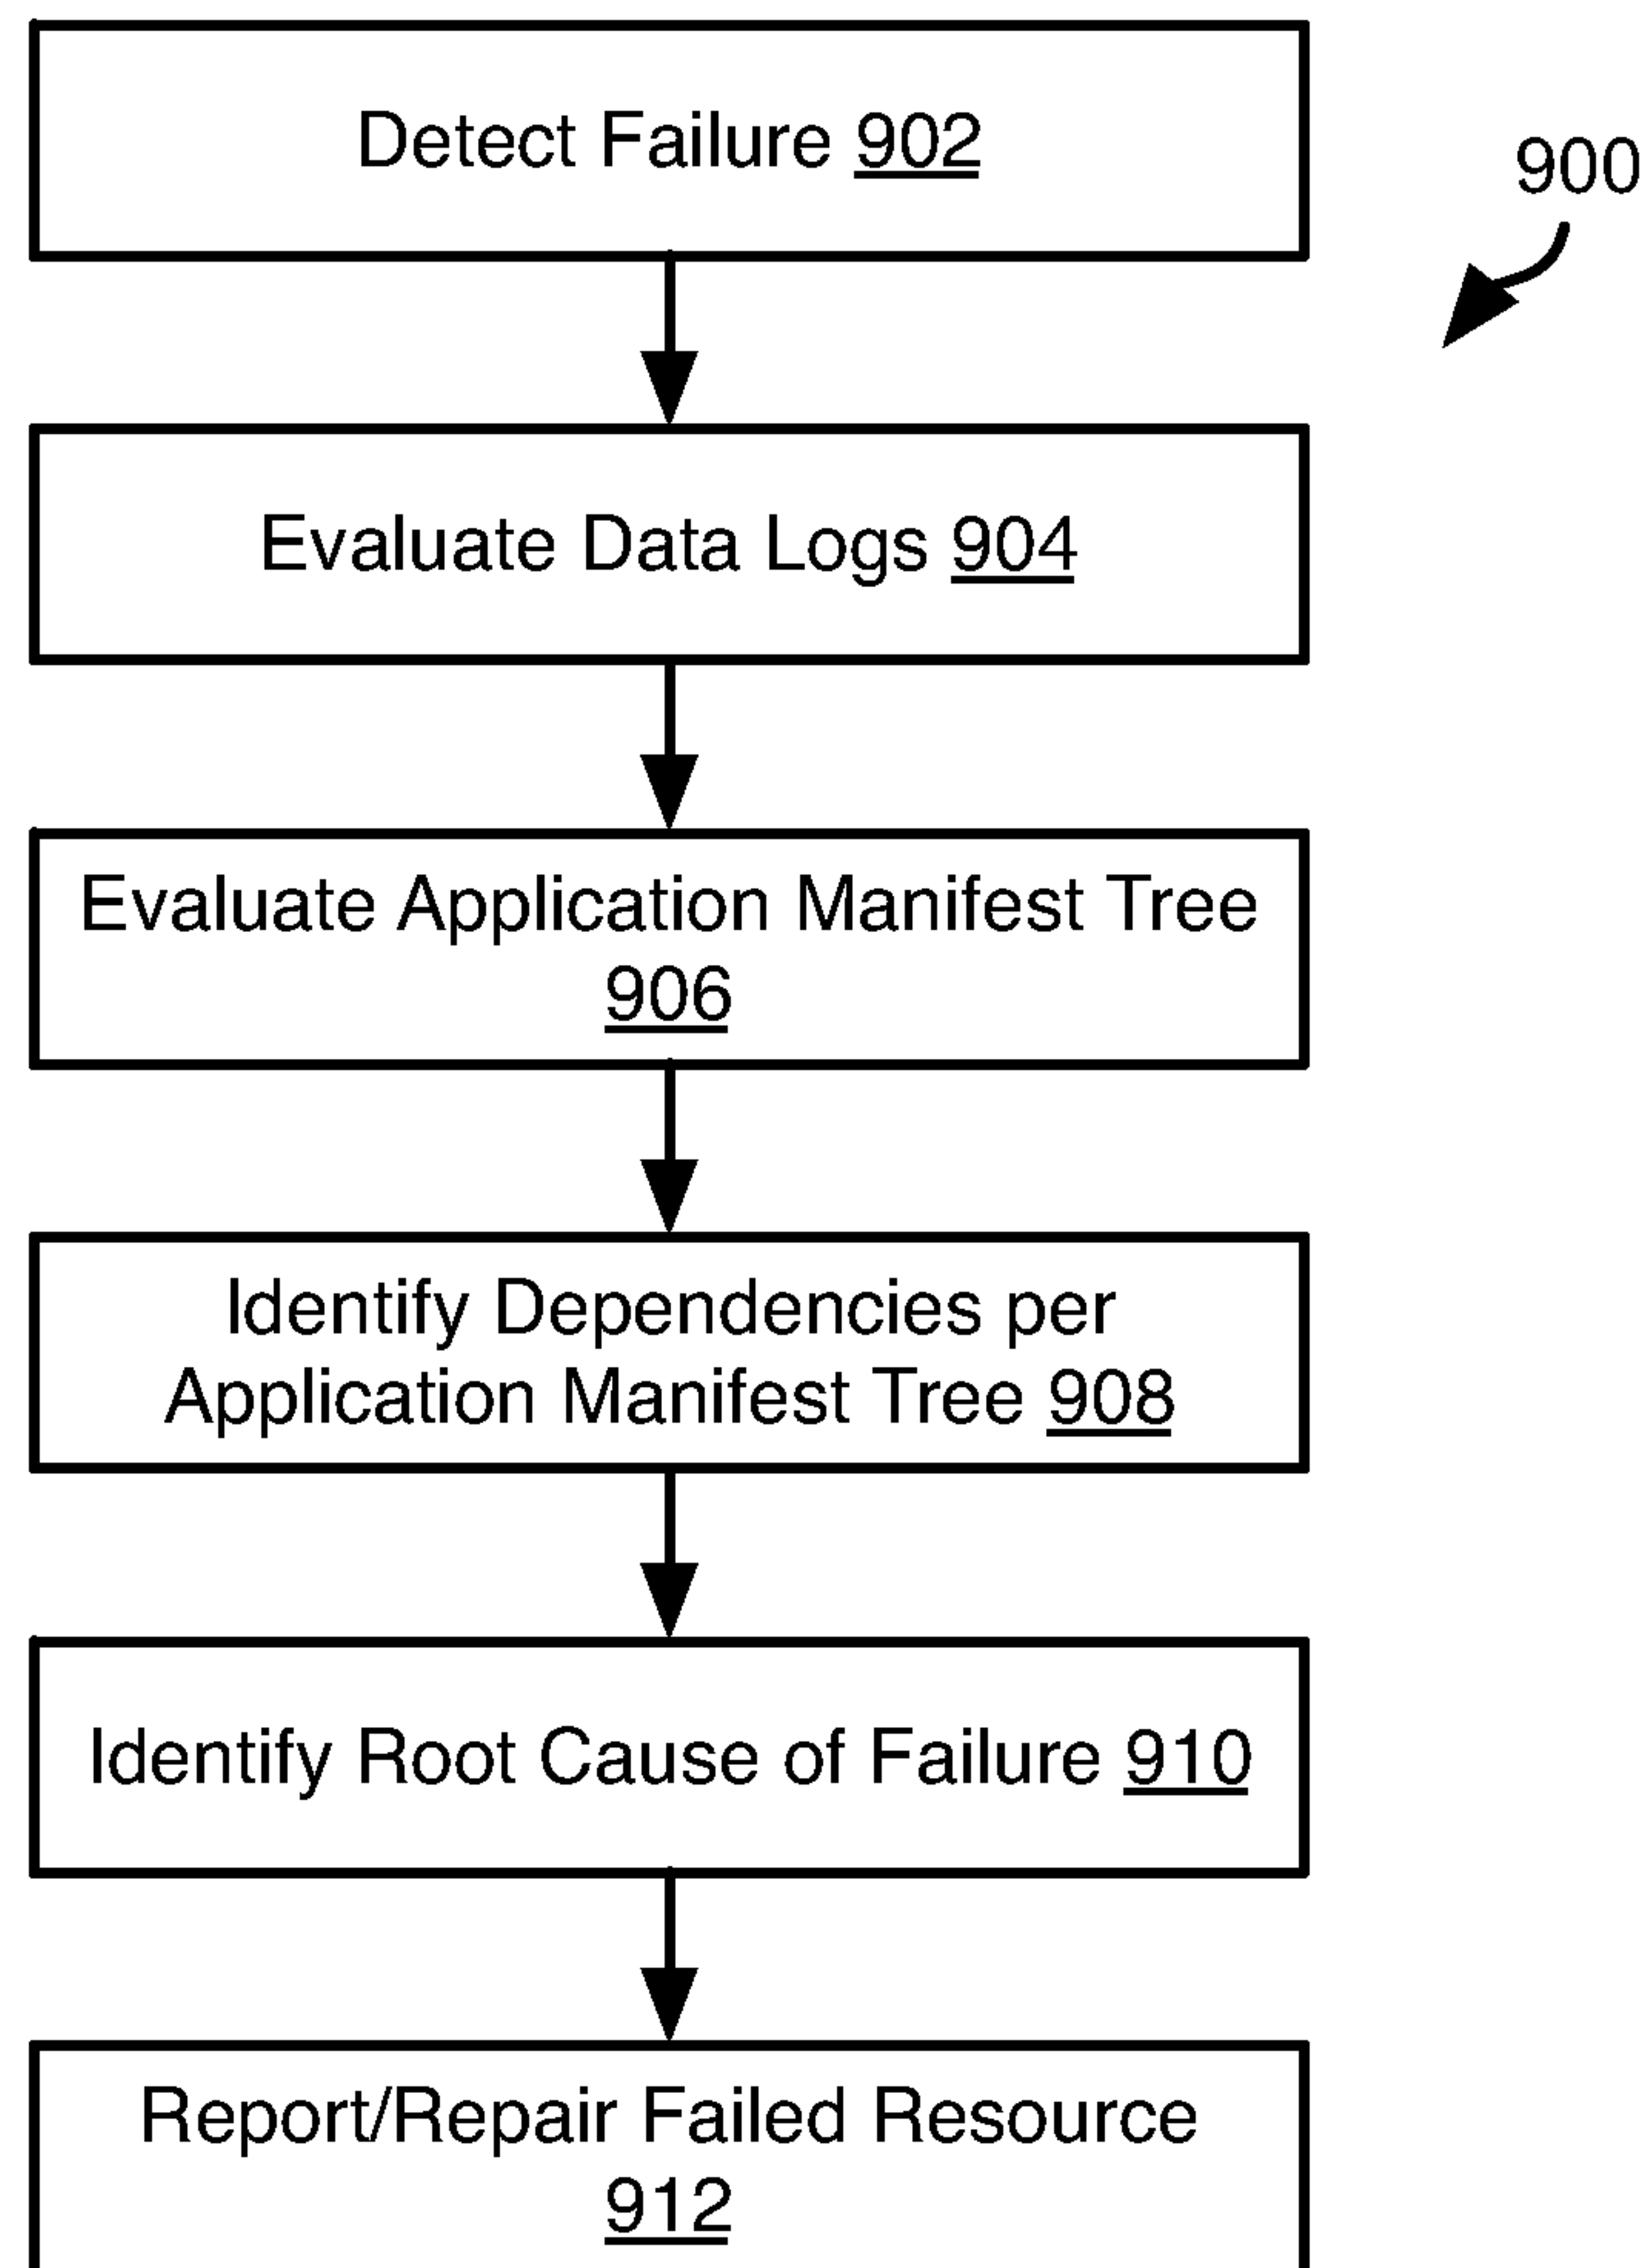 Detect Failure 902
900
Evaluate Data Logs 904
Evaluate Application Manifest Tree
906
Identify Dependencies per
Application Manifest Tree 908
Identify Root Cause of Failure 910
Report/Repair Failed Resource
912